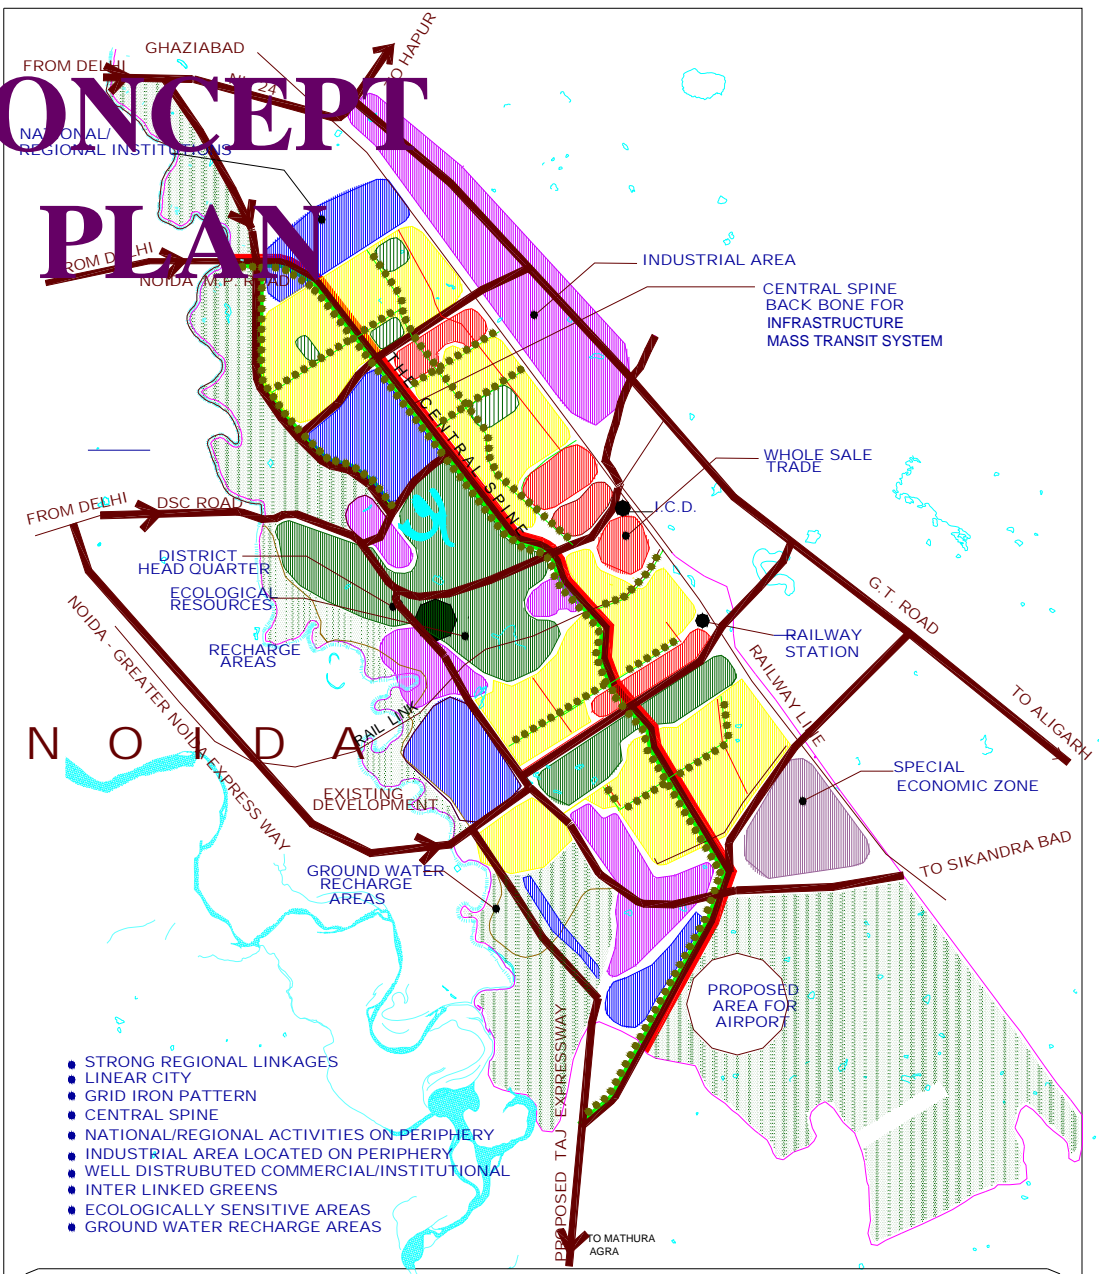 ONCEPT
PLAN
GHAZIABAD
FROM DELHI
NH 24
TO HAPUR
NATIONAL/
REGIONAL INSTITUTIONS
ROM DELHI
NOIDA M.P. ROAD
INDUSTRIAL AREA
CENTRAL SPINE
BACK BONE FOR
INFRASTRUCTURE
MASS TRANSIT SYSTEM
THE CENTRAL SPINE
WHOLE SALE
TRADE
I.C.D.
FROM DELHI
DSC ROAD
DISTRICT
HEAD QUARTER
ECOLOGICAL
RESOURCES
RECHARGE
AREAS
G.T. ROAD
RAILWAY
STATION
RAILWAY LINE
TO ALIGARH
NOIDA - GREATER NOIDA EXPRESS WAY
RAIL LINK
NOIDA
EXISTING
DEVELOPMENT
SPECIAL
ECONOMIC ZONE
TO SIKANDRA BAD
GROUND WATER
RECHARGE
AREAS
PROPOSED
AREA FOR
AIRPORT
PROPOSED TAJ EXPRESSWAY
STRONG REGIONAL LINKAGES
LINEAR CITY
GRID IRON PATTERN
CENTRAL SPINE
NATIONAL/REGIONAL ACTIVITIES ON PERIPHERY
INDUSTRIAL AREA LOCATED ON PERIPHERY
WELL DISTRUBUTED COMMERCIAL/INSTITUTIONAL
INTER LINKED GREENS
ECOLOGICALLY SENSITIVE AREAS
GROUND WATER RECHARGE AREAS
TO MATHURA
AGRA